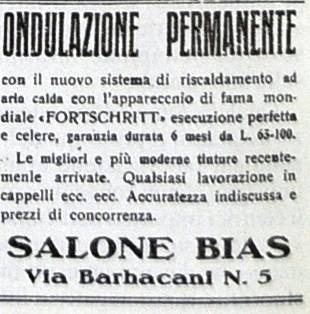 ONDULAZIONE PERMANENTE
con il nuovo sistema di riscaldamento ad
aria calda con l'apparecchio di fama mon-
diale «FORTSCHRITT» esecuzione perfetta
e celere, garanzia durata 6 mesi da L. 63-100.
Le migliori e più moderne tinture recente-
menle arrivate. Qualsiasi lavorazione in
cappelli ecc. ecc. Accuratezza indiscussa e
prezzi di concorrenza.
SALONE BIAS
Via Barbacani N. 5